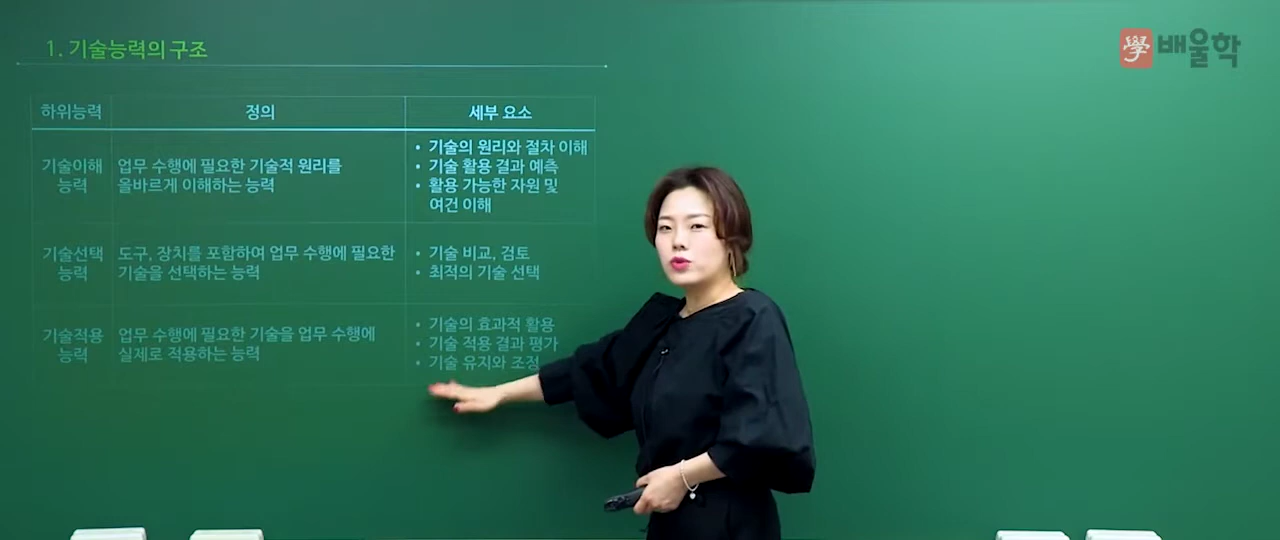 1. 기술능력의 구조
學 배울학
하위능력 정의 세부 요소
기술이해
능력
업무 수행에 필요한 기술적 원리를
올바르게 이해하는 능력
• 기술의 원리와 절차 이해
• 기술 활용 결과 예측
• 활용 가능한 자원 및
여건 이해
기술선택
능력
도구, 장치를 포함하여 업무 수행에 필요한
기술을 선택하는 능력
• 기술 비교, 검토
• 최적의 기술 선택
기술적용
능력
업무 수행에 필요한 기술을 업무 수행에
실제로 적용하는 능력
• 기술의 효과적 활용
• 기술 적용 결과 평가
• 기술 유지와 조정